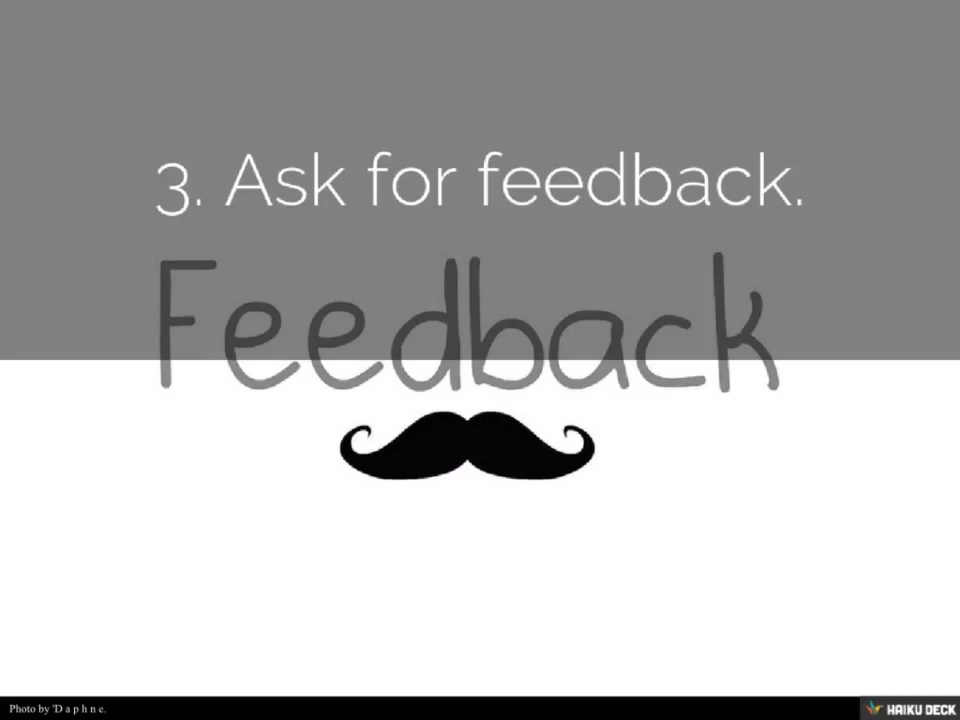 3. Ask for feedback.
Feedback
Photo by 'D a p h n e.
HAIKU DECK